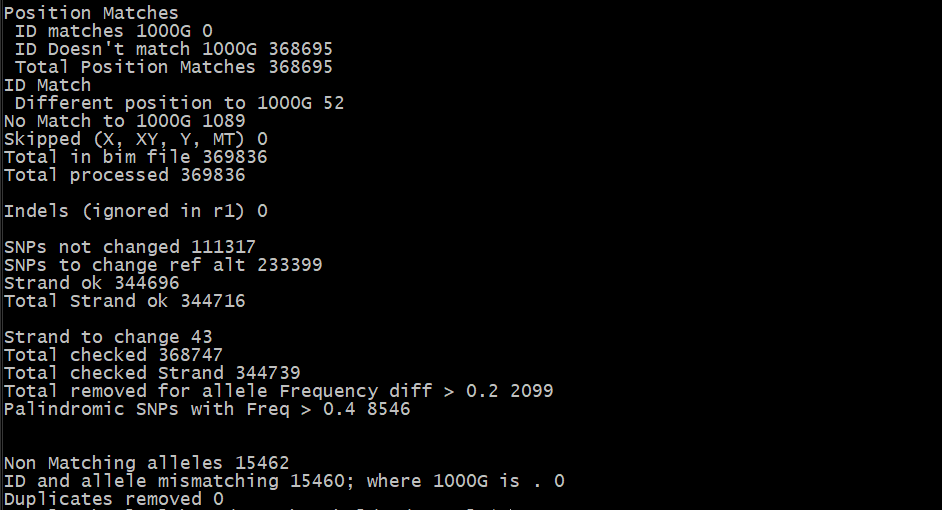 Position Matches
ID matches 1000G 0
ID Doesn't match 1000G 368695
Total Position Matches 368695
ID Match
Different position to 1000G 52
No Match to 1000G 1089
Skipped (X, XY, Y, MT) 0
Total in bim file 369836
Total processed 369836
Indels (ignored in r1) 0
SNPs not changed 111317
SNPs to change ref alt 233399
Strand ok 344696
Total Strand ok 344716
Strand to change 43
Total checked 368747
Total checked Strand 344739
Total removed for allele Frequency diff > 0.2 2099
Palindromic SNPs with Freq > 0.4 8546
Non Matching alleles 15462
ID and allele mismatching 15460; where 1000G is . 0
Duplicates removed 0